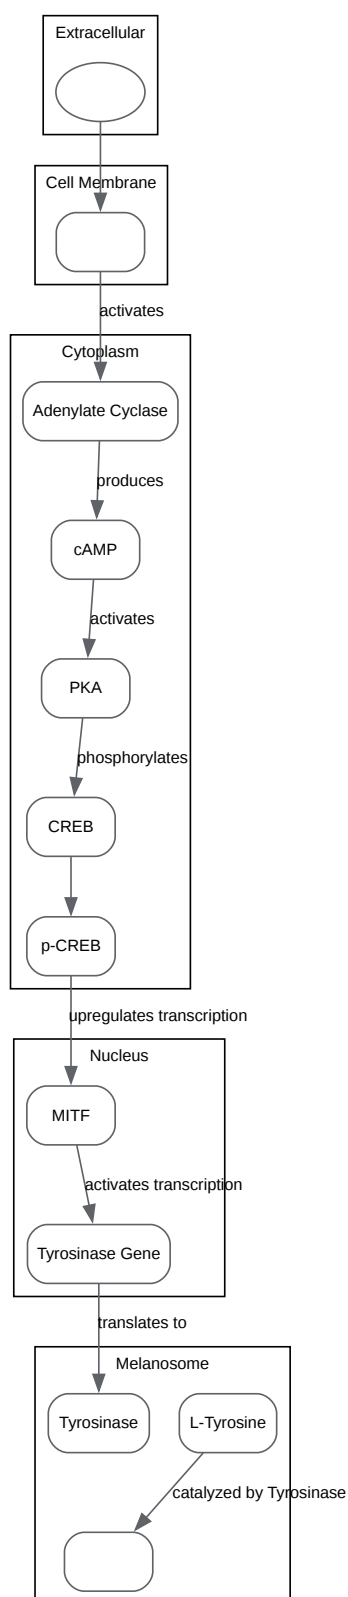 Extracellular
Cell Membrane
activates
Cytoplasm
Adenylate Cyclase
produces
cAMP
activates
PKA
phosphorylates
CREB
p-CREB
upregulates transcription
Nucleus
MITF
activates transcription
Tyrosinase Gene
translates to
Melanosome
Tyrosinase
L-Tyrosine
catalyzed by Tyrosinase